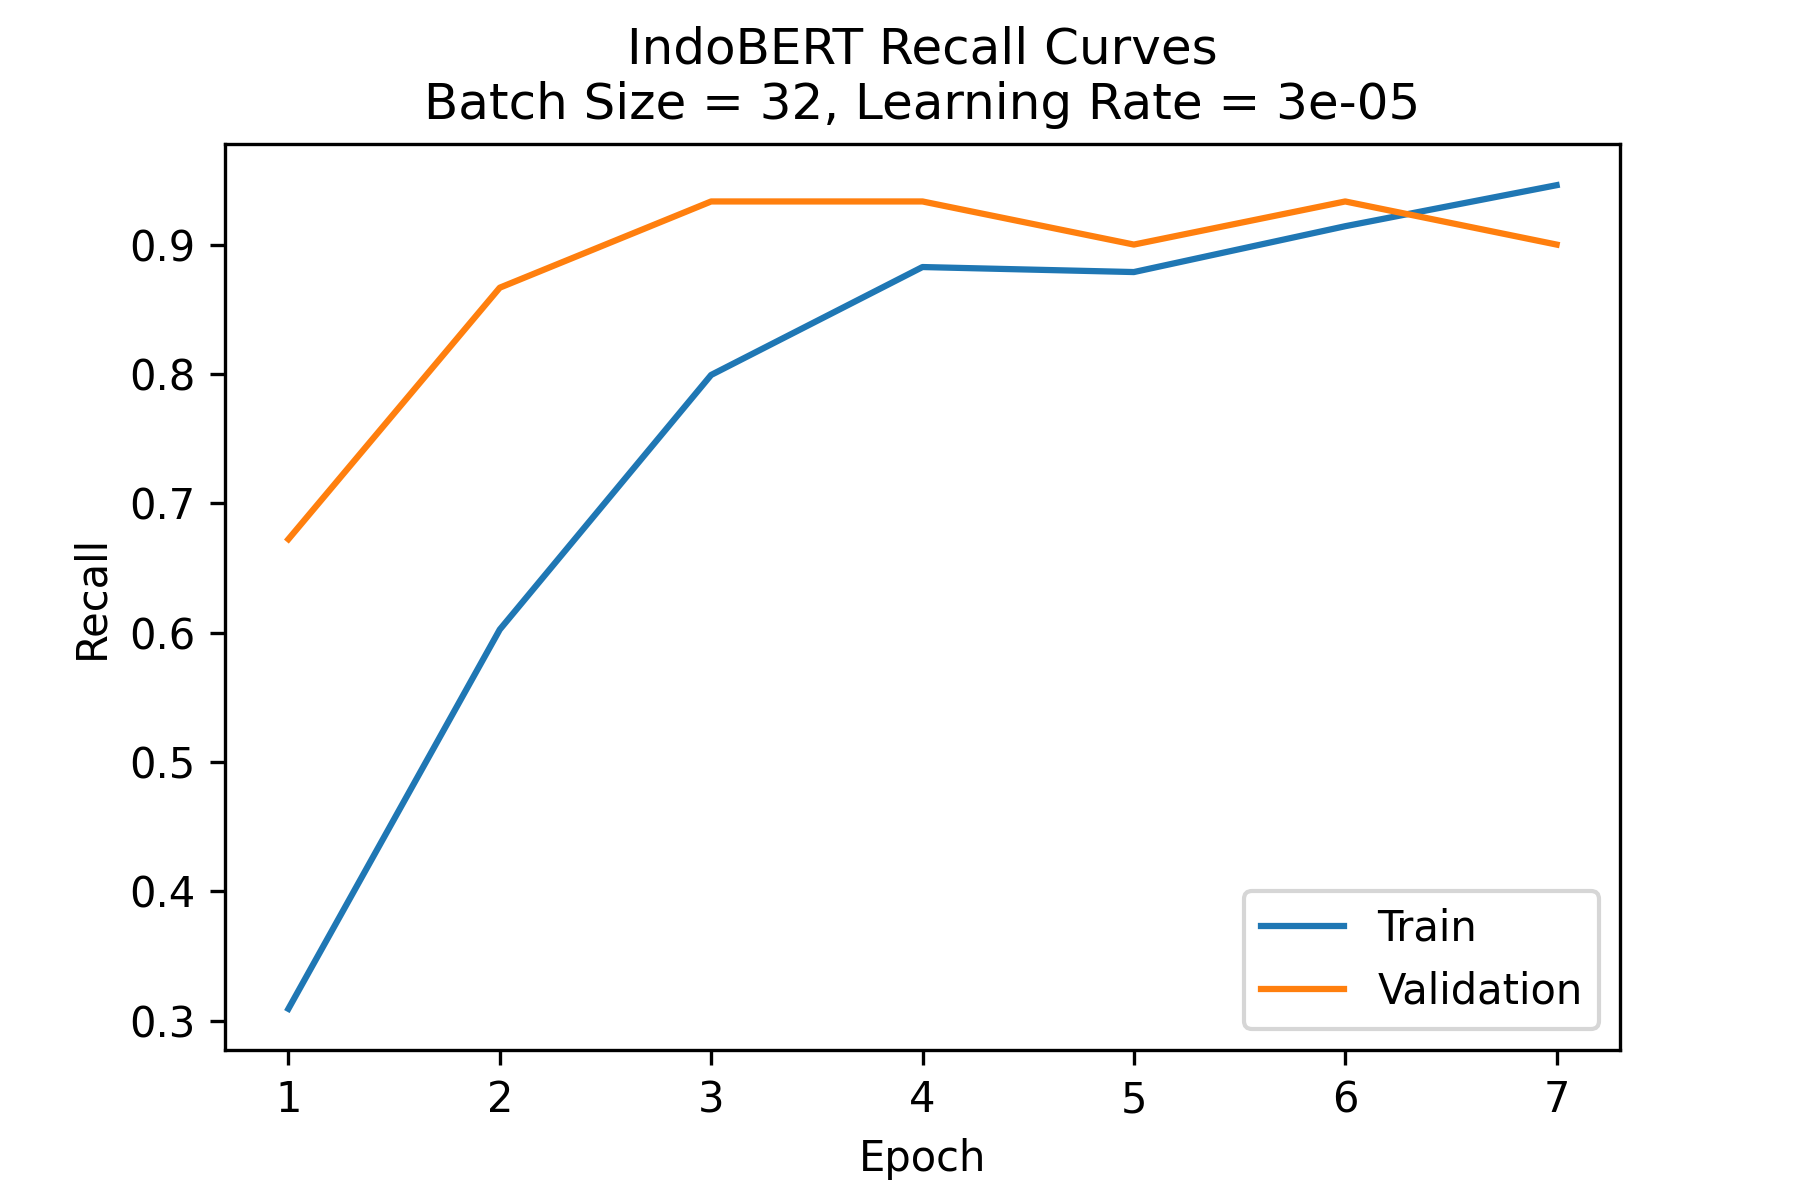 IndoBERT Recall Curves
Batch Size = 32, Learning Rate = 3e-05
Recall
0.9
0.8
0.7
0.6
0.5
0.4
0.3
Train
Validation
1 2 3 4 5 6 7
Epoch